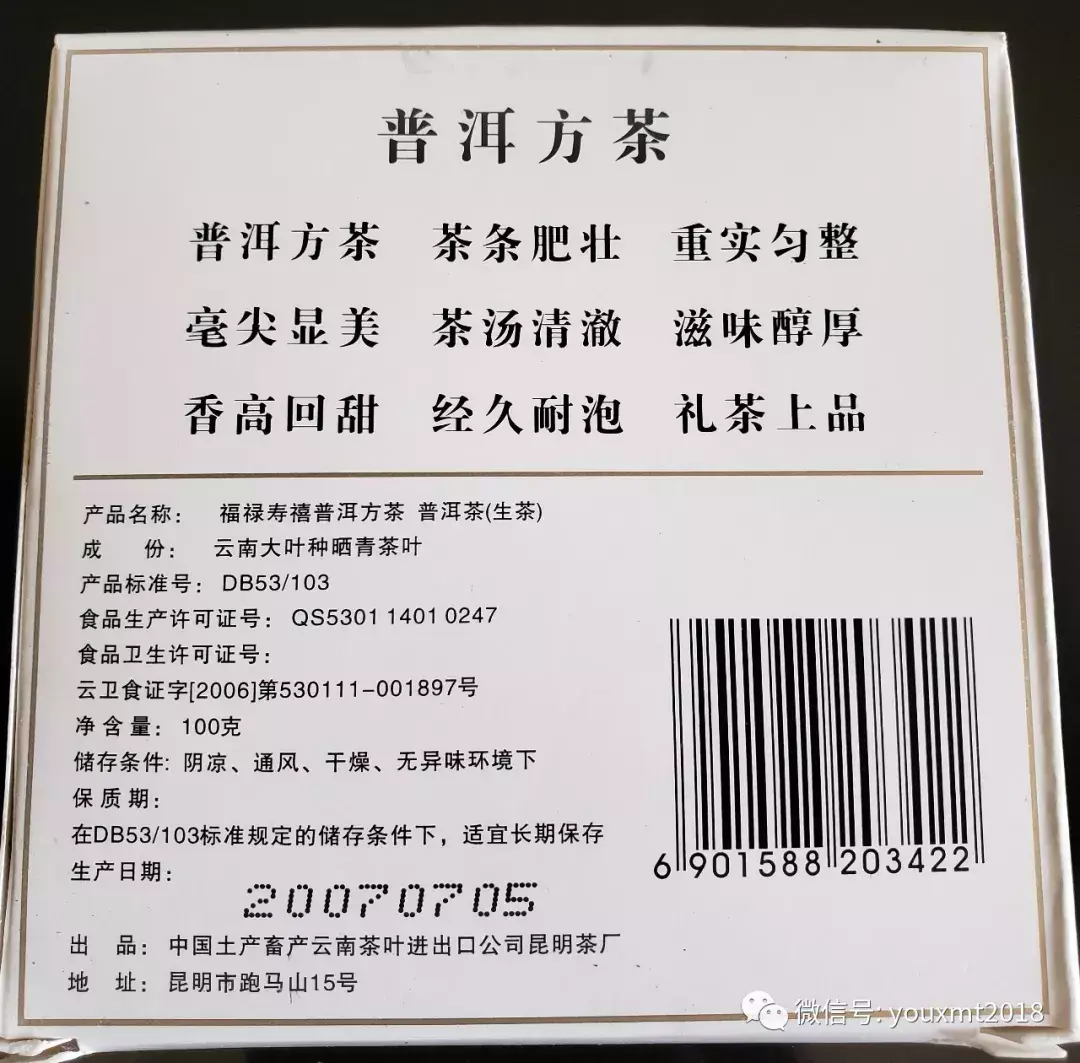 普洱方茶
普洱方茶 茶条肥壮 重实匀整
毫尖显美 茶汤清澈 滋味醇厚
香高回甜 经久耐泡 礼茶上品
产品名称： 福禄寿禧普洱方茶 普洱茶(生茶)
成 份： 云南大叶种晒青茶叶
产品标准号： DB53/103
食品生产许可证号： QS5301 1401 0247
食品卫生许可证号：
云卫食证字[2006]第530111-001897号
净含量： 100克
储存条件: 阴凉、通风、干燥、无异味环境下
保质期：
在DB53/103标准规定的储存条件下，适宜长期保存
生产日期：
20070705
出 品： 中国土产畜产云南茶叶进出口公司昆明茶厂
地 址： 昆明市跑马山15号
6 901588 203422
微信号: youxmt2018